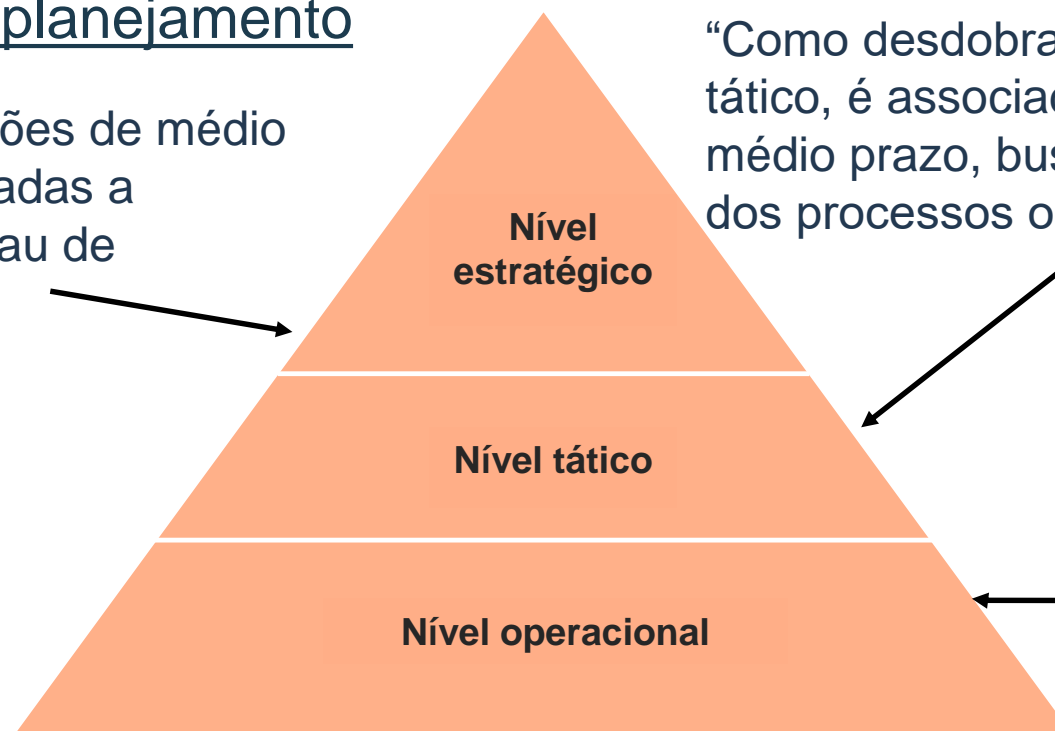 planejamento
“Como desdobra
tático, é associa
médio prazo, bus
dos processos o
ões de médio
adas a
au de
Nível
estratégico
Nível tático
Nível operacional